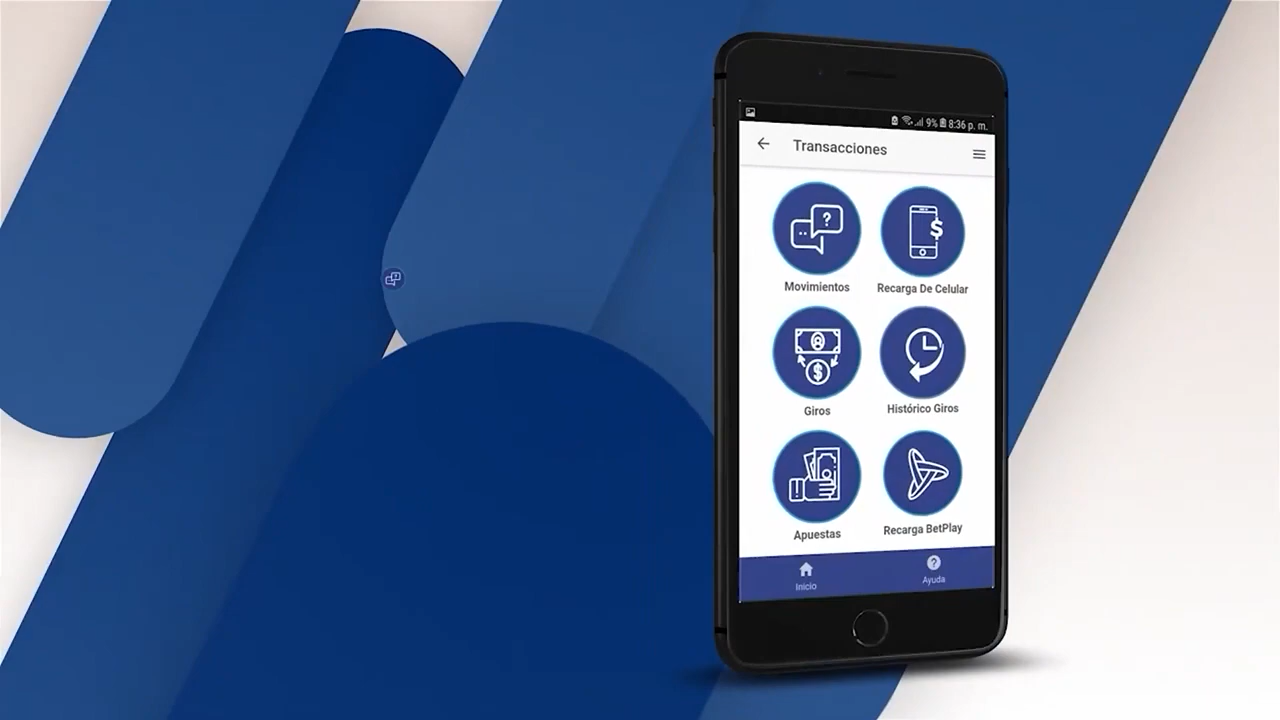 9% 8:36 p. m.
Transacciones
Movimientos
Recarga De Celular
Giros
Histórico Giros
Apuestas
Recarga BetPlay
Inicio
Ayuda